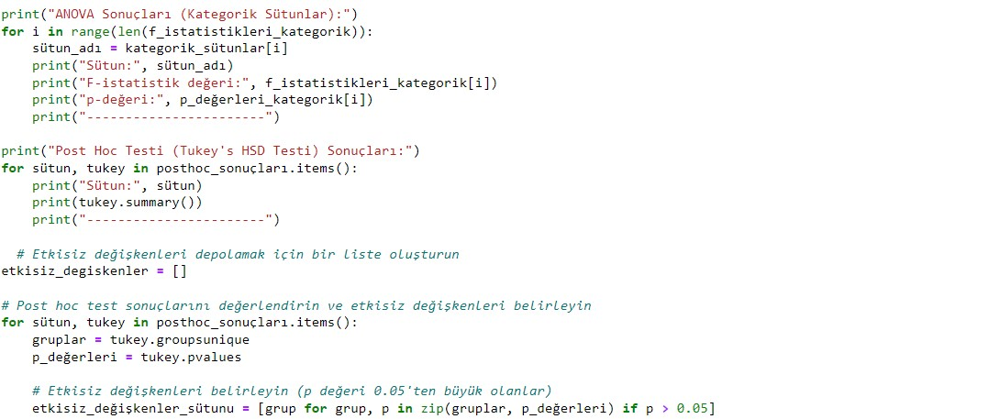 print("ANOVA Sonuçları (Kategorik Sütunlar):")
for i in range(len(f_istatistikleri_kategorik)):
    sütun_adı = kategorik_sütunlar[i]
    print("Sütun:", sütun_adı)
    print("F-istatistik değeri:", f_istatistikleri_kategorik[i])
    print("p-değeri:", p_değerleri_kategorik[i])
    print("-----------------------")

print("Post Hoc Testi (Tukey's HSD Testi) Sonuçları:")
for sütun, tukey in posthoc_sonuçları.items():
    print("Sütun:", sütun)
    print(tukey.summary())
    print("-----------------------")

  # Etkisiz değişkenleri depolamak için bir liste oluşturun
etkisiz_degiskenler = []

# Post hoc test sonuçlarını değerlendirin ve etkisiz değişkenleri belirleyin
for sütun, tukey in posthoc_sonuçları.items():
    gruplar = tukey.groupsunique
    p_değerleri = tukey.pvalues

    # Etkisiz değişkenleri belirleyin (p değeri 0.05'ten büyük olanlar)
    etkisiz_değişkenler_sütunu = [grup for grup, p in zip(gruplar, p_değerleri) if p > 0.05]